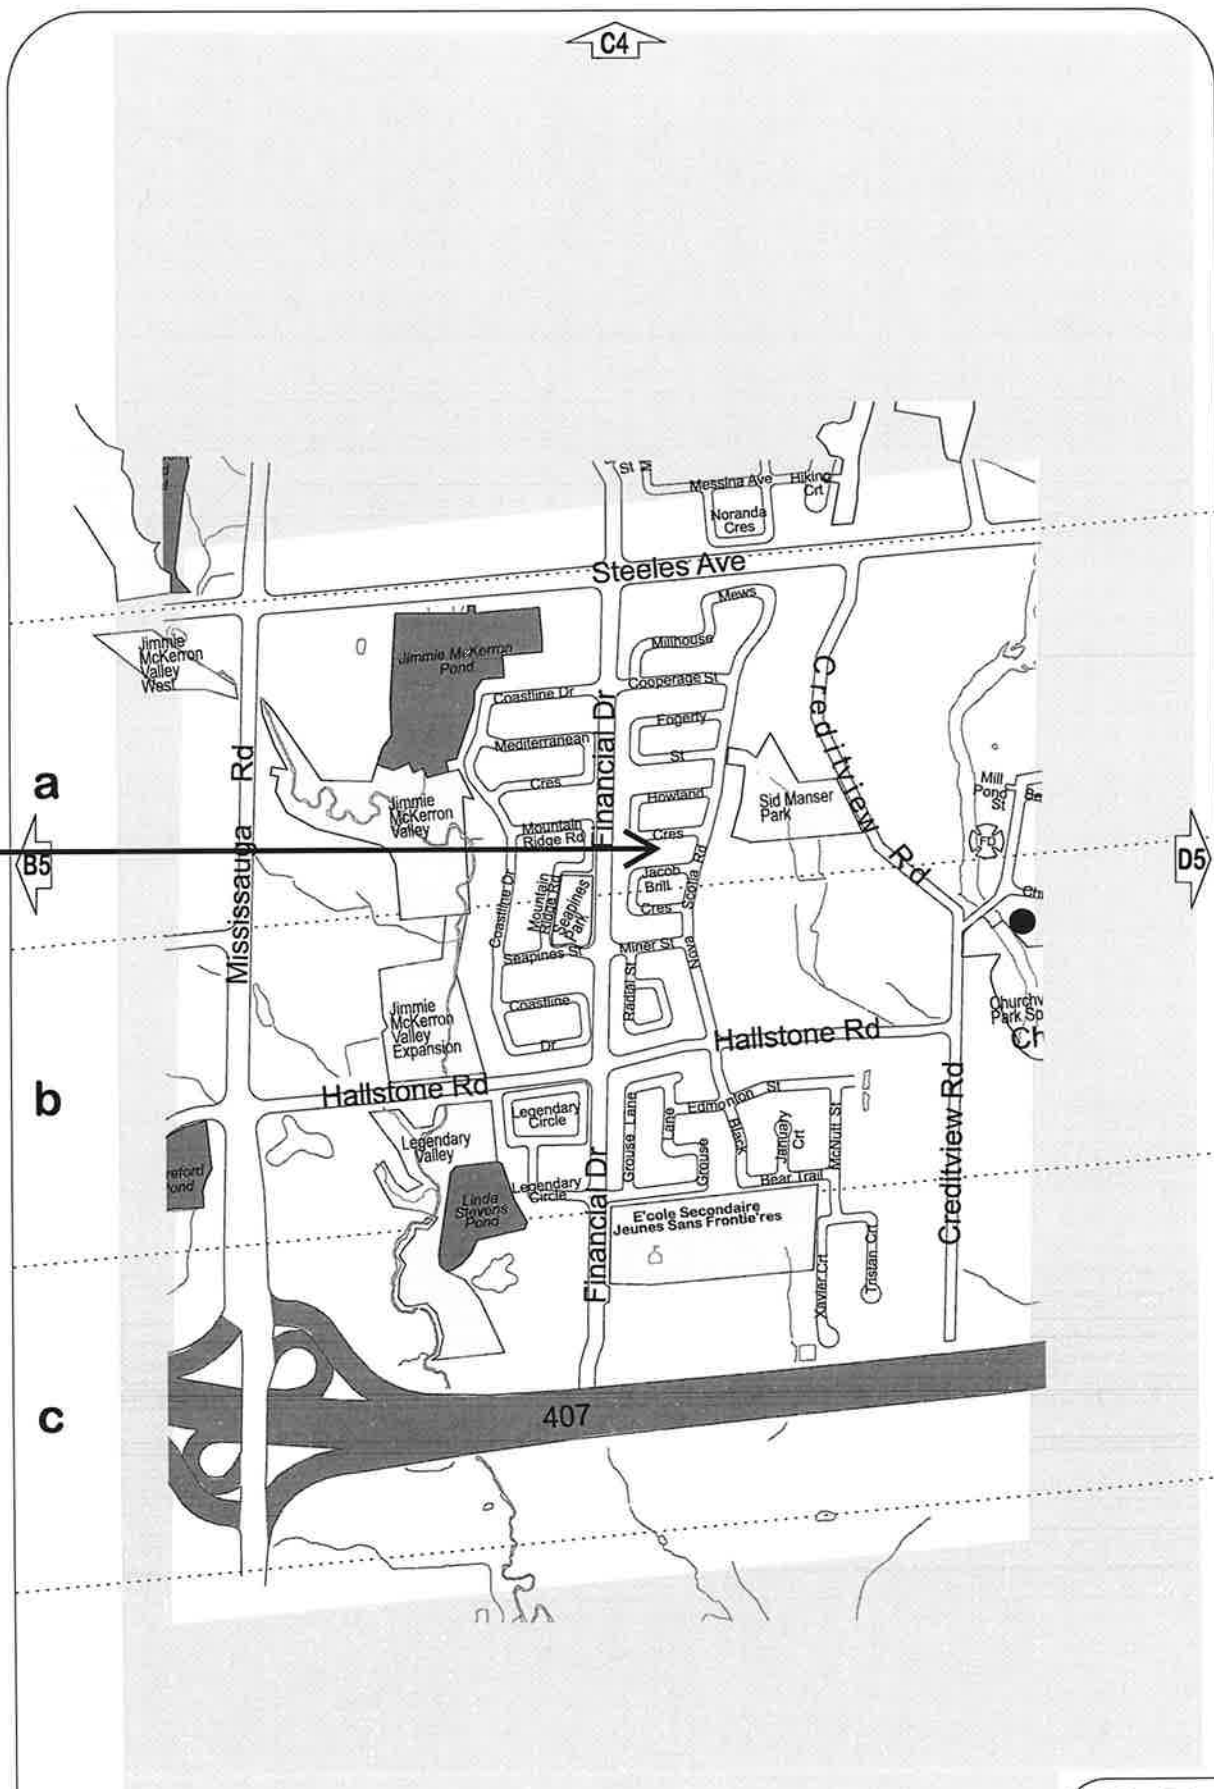 C4
St
Messina Ave
Hiking
Crt
Noranda
Cres
Steeles Ave
Mews
Millhouse
Jimmie
McKerron
Valley
West
Jimmie McKerron
Pond
Coastline Dr
Cooperage St
Financial Dr
Fogerty
St
Mediterranean
Cres
Creditview Rd
Howland
Cres
Sid Manser
Park
Mill
Pond
St
FD
a
Mississauga Rd
Jimmie
McKerron
Valley
Mountain
Ridge Rd
B5
D5
Jacob
Brill
Cres
Nova Scotia Rd
Coastline Dr
Mountain
Ridge Rd
Seapines
Park
Seapines St
Miner St
Radial St
Coastline
Dr
Jimmie
McKerron
Valley
Expansion
Park
Hallstone Rd
Hallstone Rd
b
Creditview Rd
Legendary
Circle
Legendary
Valley
Grouse Lane
Lane
Grouse
Edmonton St
Black
January
Crt
McNutt St
Bear Trail
Pond
Linda
Stevens
Pond
Legendary
Circle
Financial Dr
E'cole Secondaire
Jeunes Sans Frontie'res
Xavier Crt
Tristan Crt
c
407